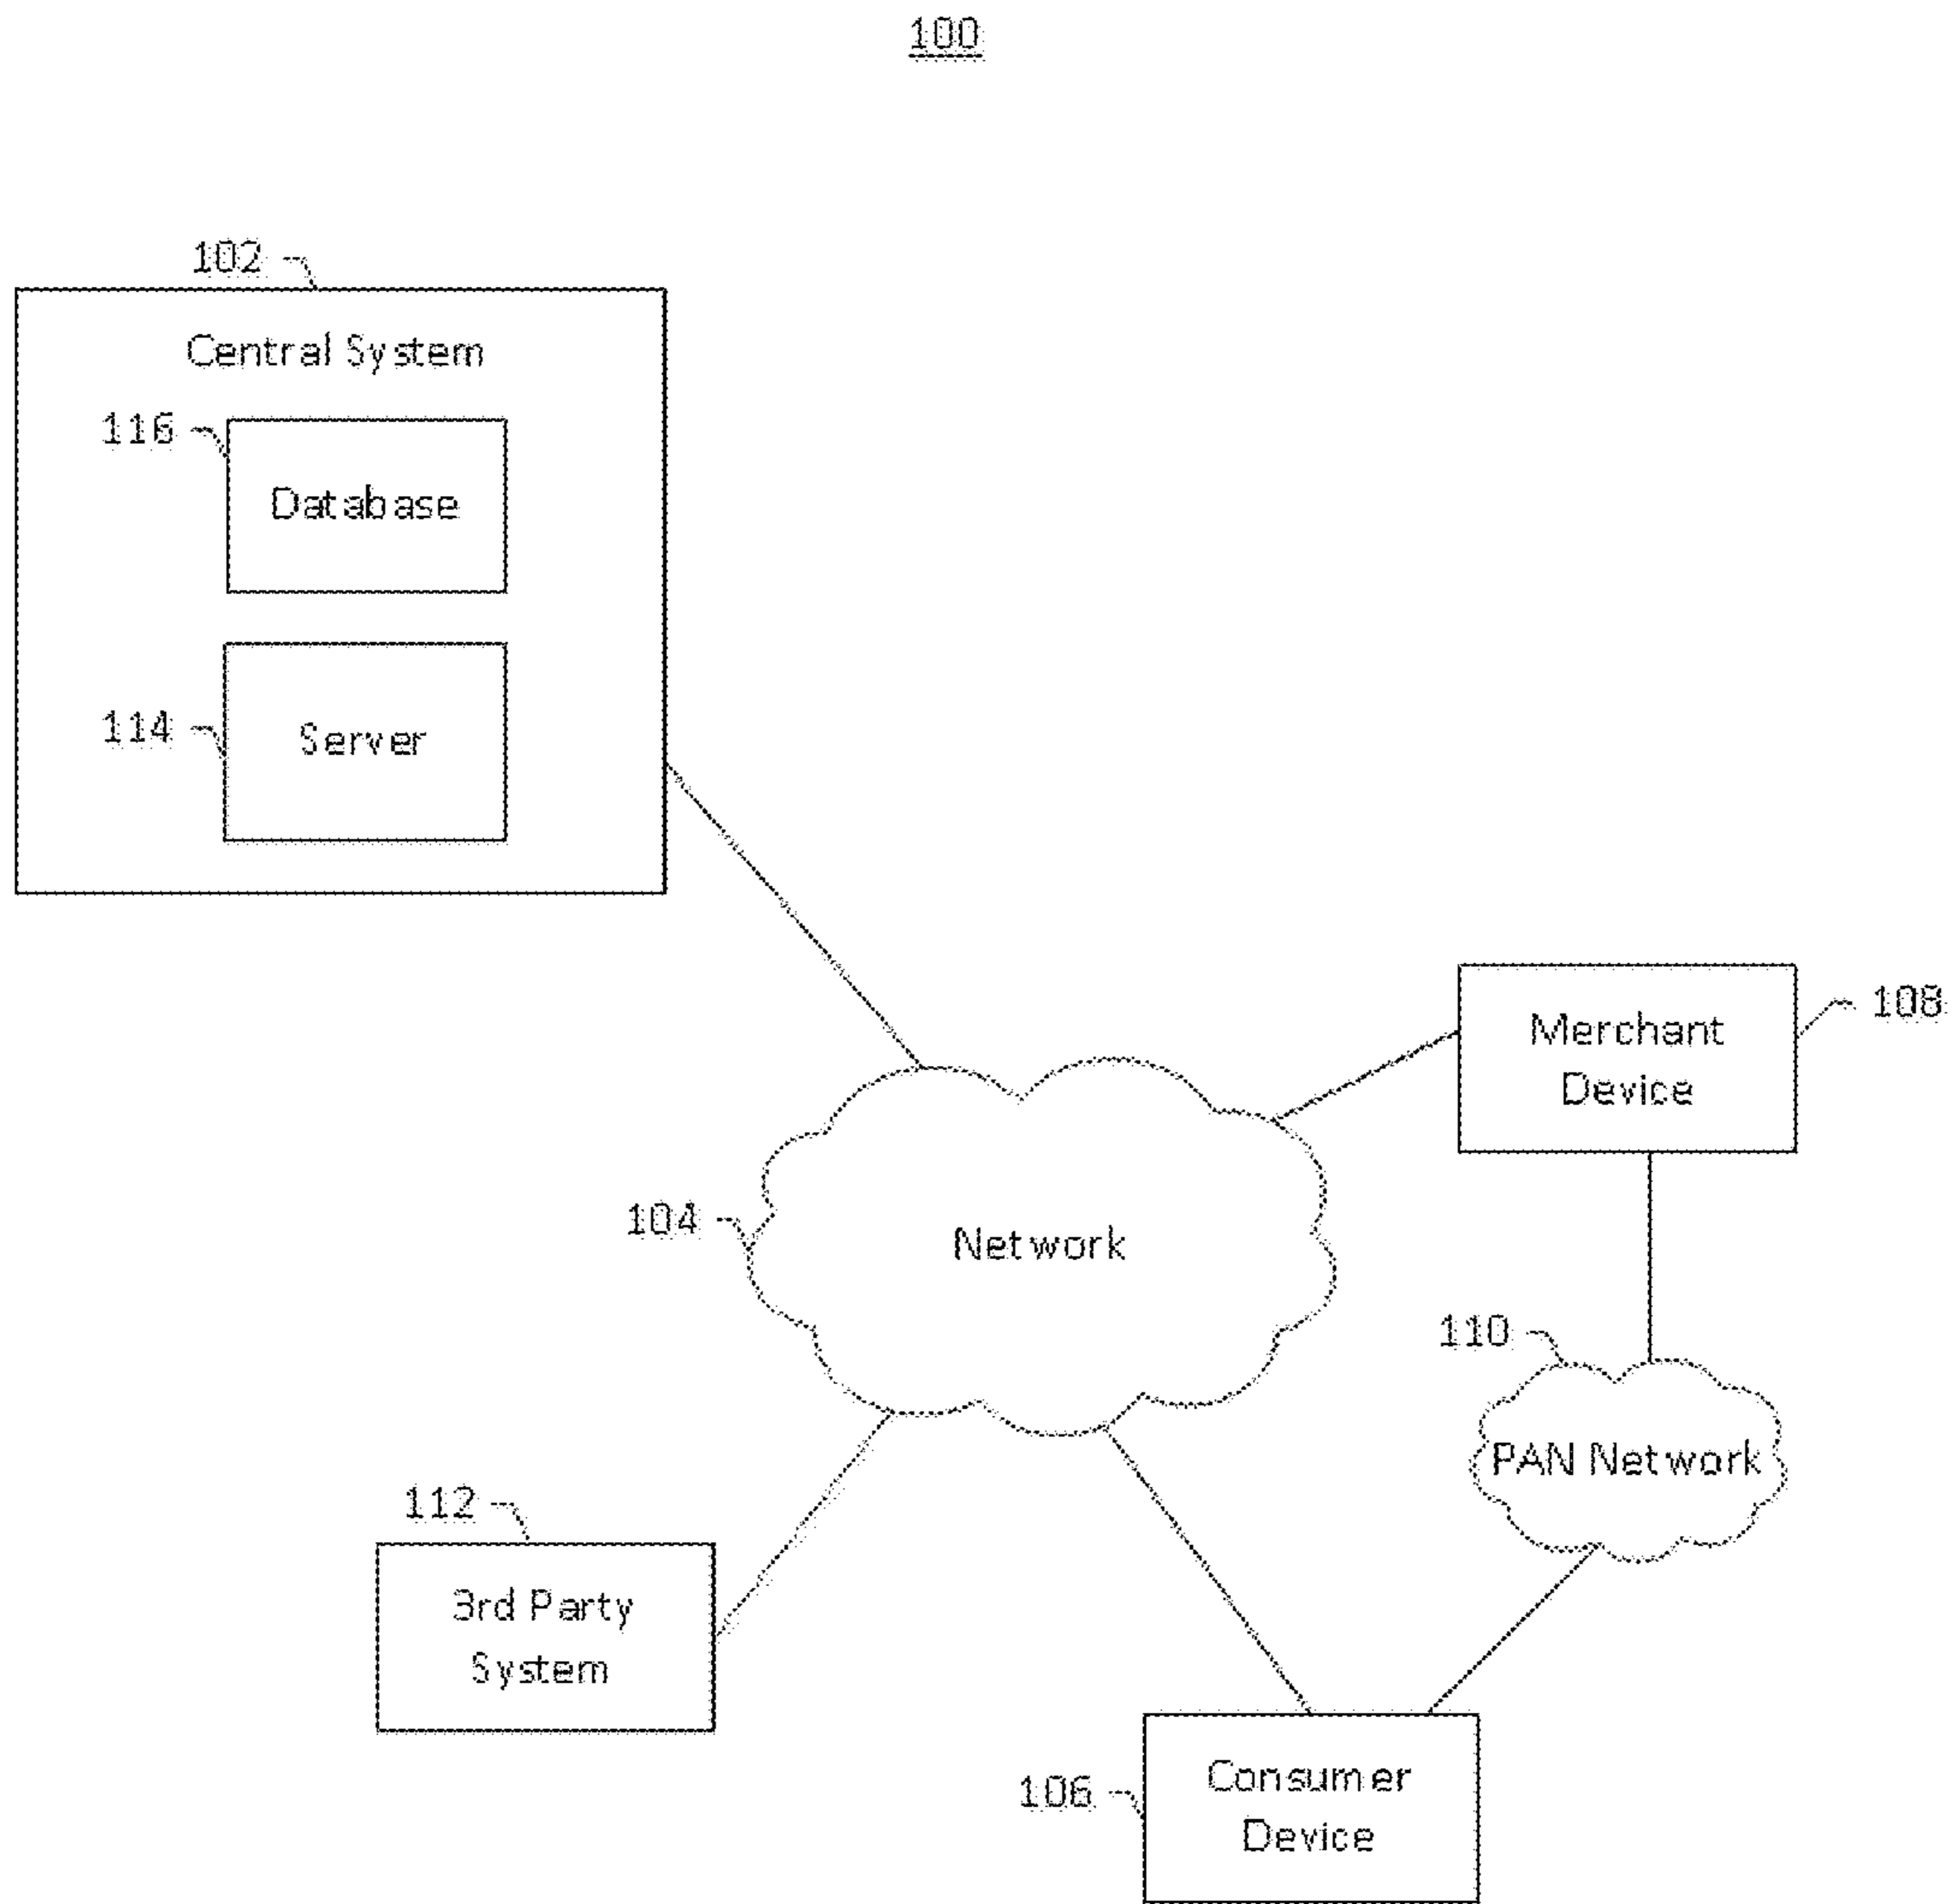 100
102
Central System
116
Database
114
Server
Merchant
Device
108
104
Network
110
PAN Network
112
3rd Party
System
106
Consumer
Device